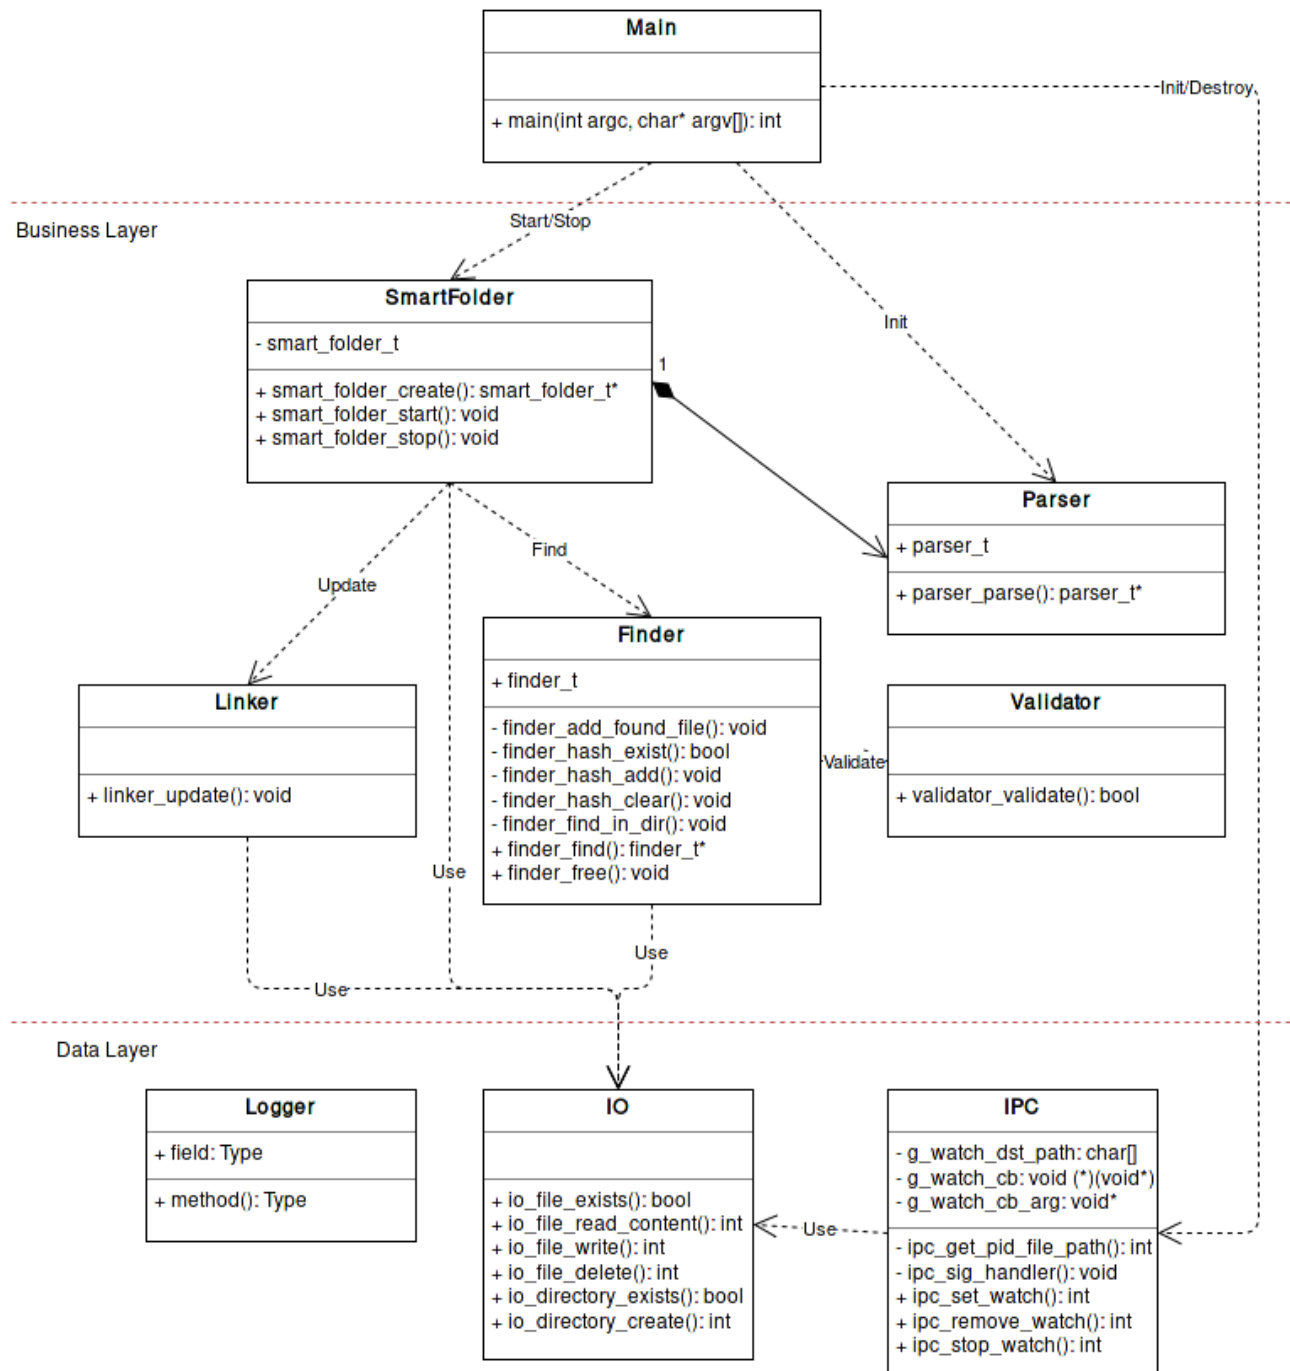 Main
+ main(int argc, char* argv[]): int
Init/Destroy
Start/Stop
Business Layer
Init
SmartFolder
- smart_folder_t
+ smart_folder_create(): smart_folder_t*
+ smart_folder_start(): void
+ smart_folder_stop(): void
1
Parser
+ parser_t
+ parser_parse(): parser_t*
Find
Update
Finder
+ finder_t
- finder_add_found_file(): void
- finder_hash_exist(): bool
- finder_hash_add(): void
- finder_hash_clear(): void
- finder_find_in_dir(): void
+ finder_find(): finder_t*
+ finder_free(): void
Linker
+ linker_update(): void
Validate
Validator
+ validator_validate(): bool
Use
Use
Use
Data Layer
Logger
+ field: Type
+ method(): Type
IO
+ io_file_exists(): bool
+ io_file_read_content(): int
+ io_file_write(): int
+ io_file_delete(): int
+ io_directory_exists(): bool
+ io_directory_create(): int
Use
IPC
- g_watch_dst_path: char[]
- g_watch_cb: void (*)(void*)
- g_watch_cb_arg: void*
- ipc_get_pid_file_path(): int
- ipc_sig_handler(): void
+ ipc_set_watch(): int
+ ipc_remove_watch(): int
+ ipc_stop_watch(): int